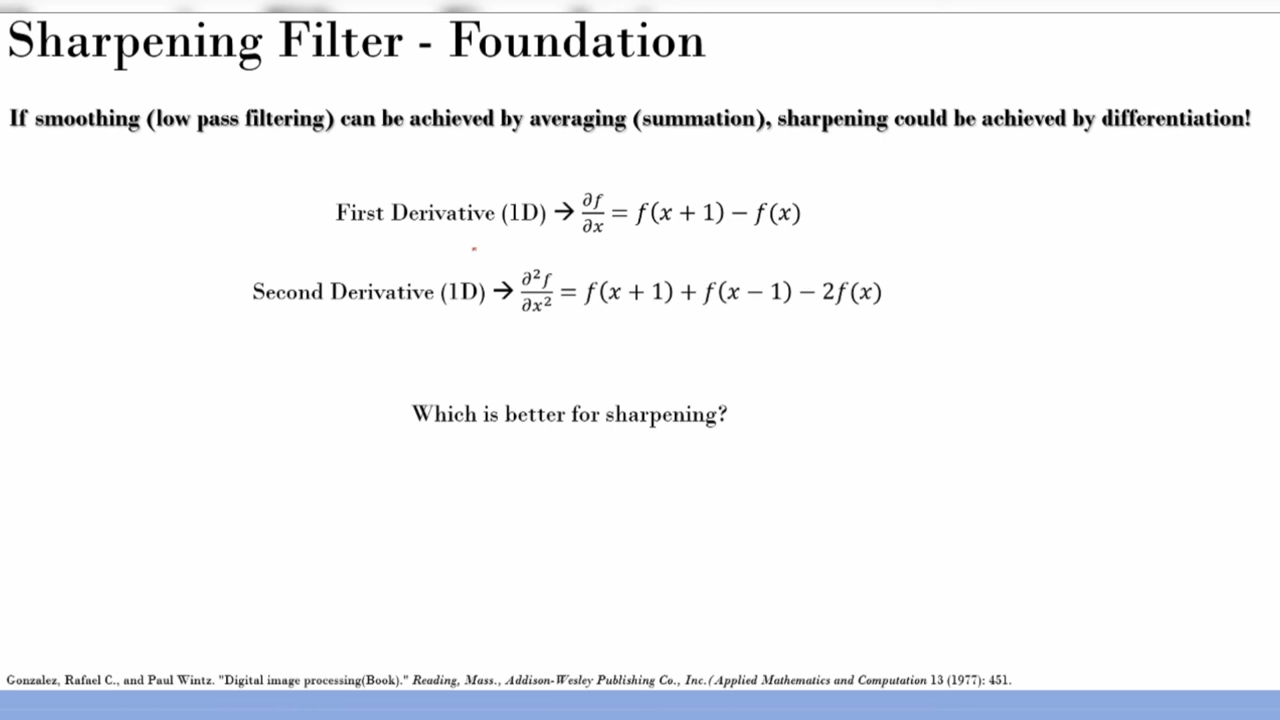 Sharpening Filter - Foundation
If smoothing (low pass filtering) can be achieved by averaging (summation), sharpening could be achieved by differentiation!
First Derivative (1D) → ∂f/∂x = f(x + 1) − f(x)
Second Derivative (1D) → ∂²f/∂x² = f(x + 1) + f(x − 1) − 2f(x)
Which is better for sharpening?
Gonzalez, Rafael C., and Paul Wintz. "Digital image processing(Book)." Reading, Mass., Addison-Wesley Publishing Co., Inc.(Applied Mathematics and Computation 13 (1977): 451.